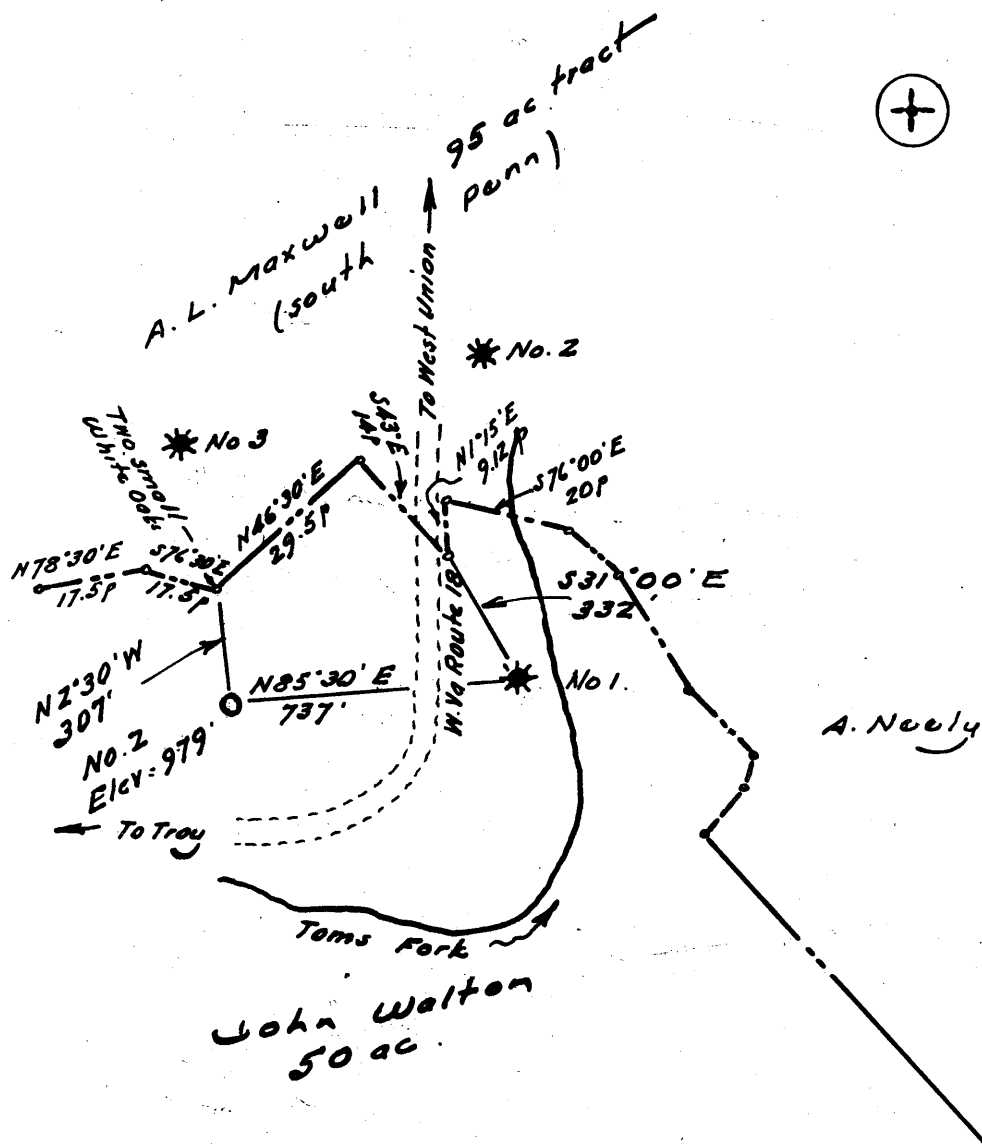 95 ac. tract
penn)
A. L. Maxwell
(south
To West Union
No. 2
No 3
Two small
White Oaks
S43°E
14P
N1°15'E
9.12P
S76°00'E
20P
N46°30'E
29.5P
N78°30'E
17.5P
S76°30'E
17.5P
S31°00'E
332'
W. Va Route 18
N2°30'W
307'
N85°30'E
737'
No 1.
No. 2
Elev = 979'
A. Neely
To Troy
Toms Fork
John Walton
50 ac.